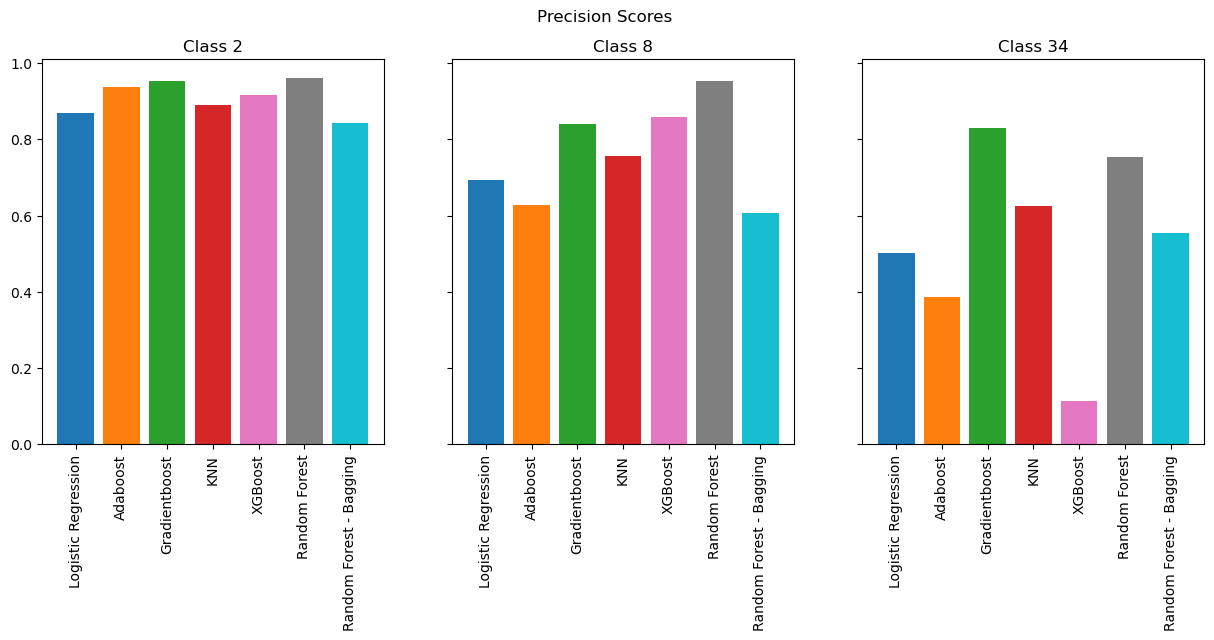 Precision Scores
Class 2
Class 8
Class 34
1.0
0.8
0.6
0.4
0.2
0.0
Logistic Regression
Adaboost
Gradientboost
KNN
XGBoost
Random Forest
Random Forest - Bagging
Logistic Regression
Adaboost
Gradientboost
KNN
XGBoost
Random Forest
Random Forest - Bagging
Logistic Regression
Adaboost
Gradientboost
KNN
XGBoost
Random Forest
Random Forest - Bagging